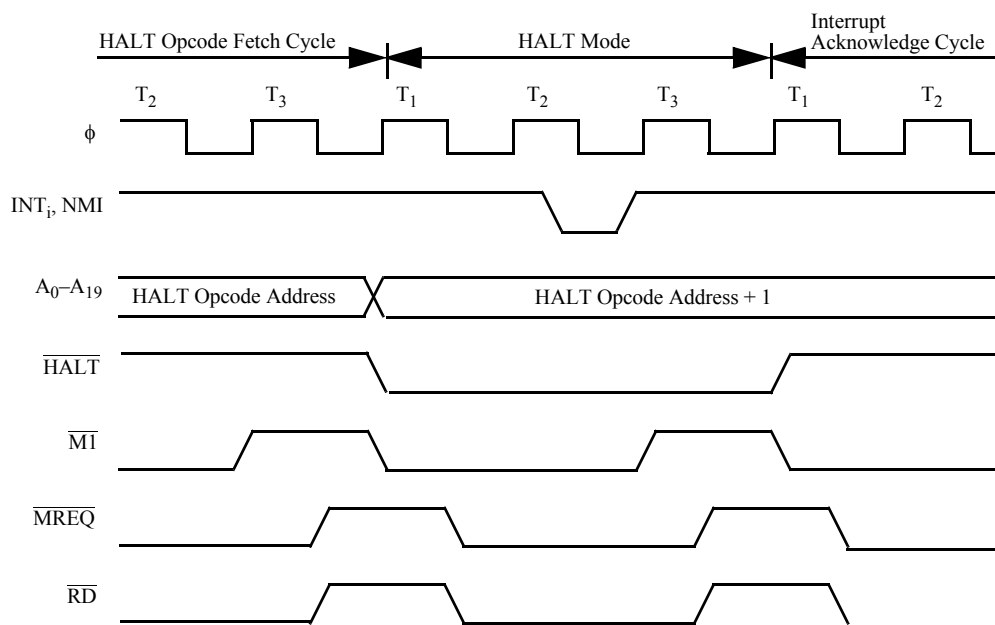 HALT Opcode Fetch Cycle
HALT Mode
Interrupt
Acknowledge Cycle
T2 T3 T1 T2 T3 T1 T2
ϕ
INTi, NMI
A0–A19
HALT Opcode Address
HALT Opcode Address + 1
HALT
M1
MREQ
RD